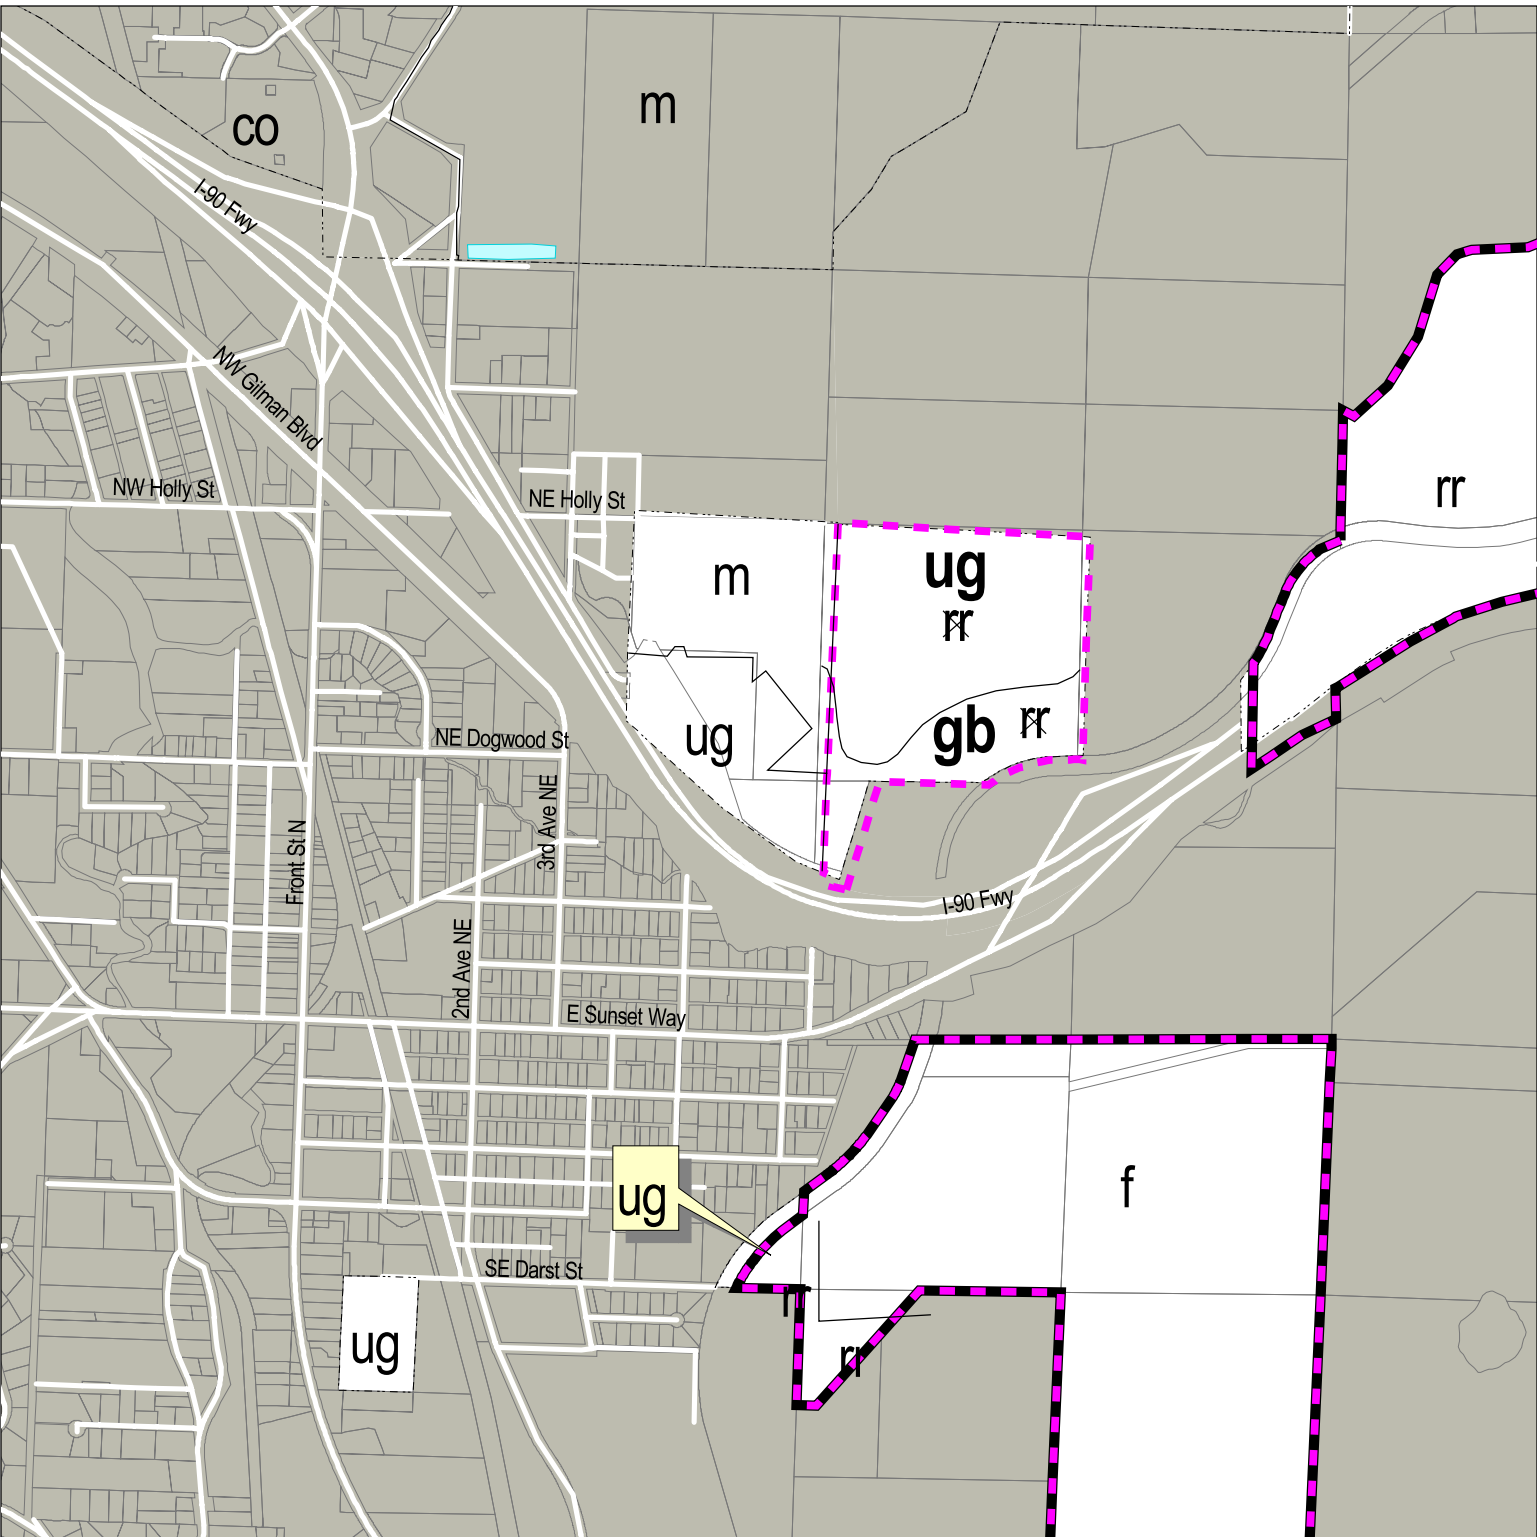 m
co
I-90 Fwy
NW Gilman Blvd
NW Holly St
NE Holly St
rr
m
ug
rr
ug
gb
rr
NE Dogwood St
3rd Ave NE
Front St N
I-90 Fwy
2nd Ave NE
E Sunset Way
ug
f
SE Darst St
ug
rr